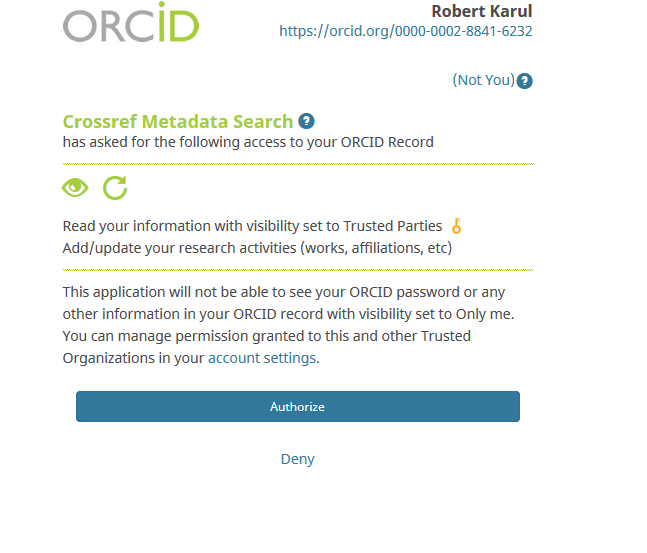 ORCiD
Robert Karul
https://orcid.org/0000-0002-8841-6232
(Not You) ?
Crossref Metadata Search ?
has asked for the following access to your ORCID Record
Read your information with visibility set to Trusted Parties
Add/update your research activities (works, affiliations, etc)
This application will not be able to see your ORCID password or any
other information in your ORCID record with visibility set to Only me.
You can manage permission granted to this and other Trusted
Organizations in your account settings.
Authorize
Deny